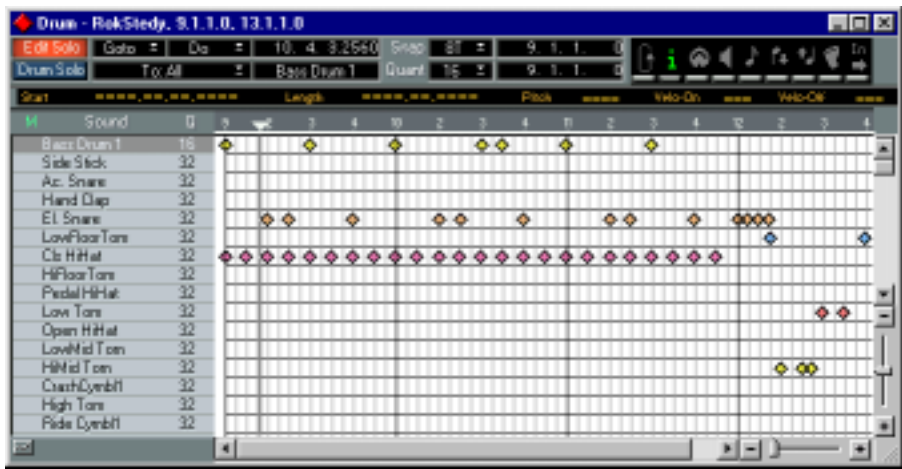 Drum - RokStedy, 9.1.1.0, 13.1.1.0
Edit Solo Goto Do 10. 4. 3.2560 Snap 8T 9. 1. 1. 0
In
Drum Solo To: All Bass Drum 1 Quant 16 9. 1. 1. 0
Start Length Pitch Velo-On Velo-Off
M Sound Q 9 2 3 4 10 2 3 4 11 2 3 4 12 2 3 4
Bass Drum 1 16
Side Stick 32
Ac. Snare 32
Hand Clap 32
El. Snare 32
LowFloorTom 32
Cls HiHat 32
HiFloorTom 32
Pedal HiHat 32
Low Tom 32
Open HiHat 32
LowMid Tom 32
HiMid Tom 32
CrashCymbl1 32
High Tom 32
Ride Cymbl1 32